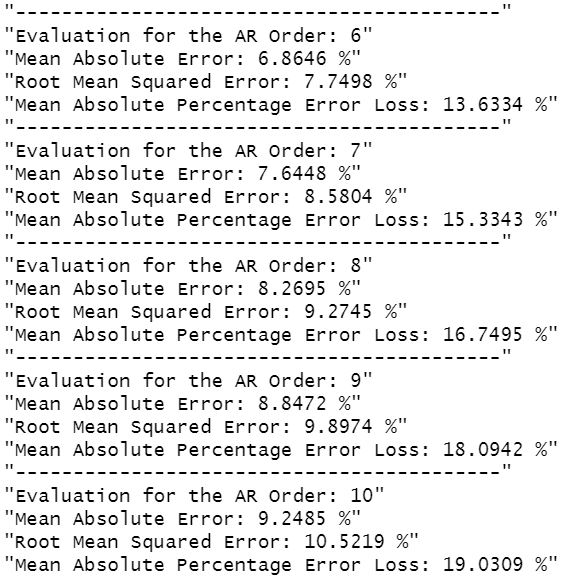 "------------------------------------------"
"Evaluation for the AR Order: 6"
"Mean Absolute Error: 6.8646 %"
"Root Mean Squared Error: 7.7498 %"
"Mean Absolute Percentage Error Loss: 13.6334 %"
"------------------------------------------"
"Evaluation for the AR Order: 7"
"Mean Absolute Error: 7.6448 %"
"Root Mean Squared Error: 8.5804 %"
"Mean Absolute Percentage Error Loss: 15.3343 %"
"------------------------------------------"
"Evaluation for the AR Order: 8"
"Mean Absolute Error: 8.2695 %"
"Root Mean Squared Error: 9.2745 %"
"Mean Absolute Percentage Error Loss: 16.7495 %"
"------------------------------------------"
"Evaluation for the AR Order: 9"
"Mean Absolute Error: 8.8472 %"
"Root Mean Squared Error: 9.8974 %"
"Mean Absolute Percentage Error Loss: 18.0942 %"
"------------------------------------------"
"Evaluation for the AR Order: 10"
"Mean Absolute Error: 9.2485 %"
"Root Mean Squared Error: 10.5219 %"
"Mean Absolute Percentage Error Loss: 19.0309 %"